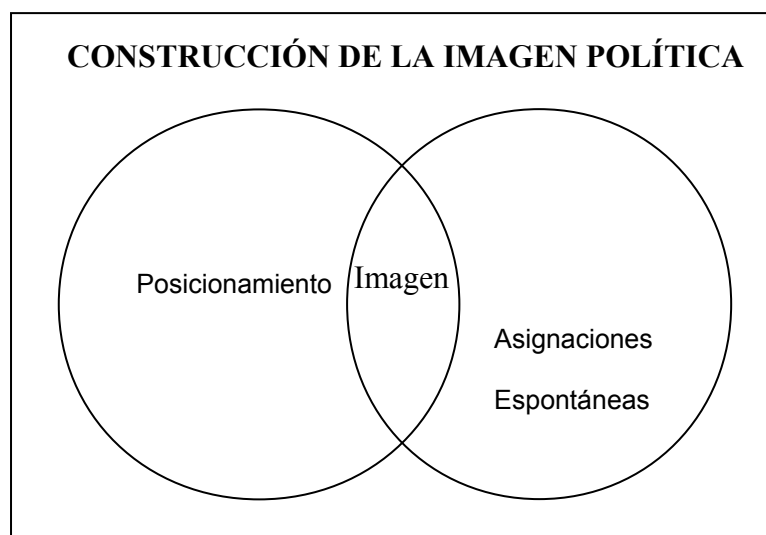 CONSTRUCCIÓN DE LA IMAGEN POLÍTICA
Posicionamiento
Imagen
Asignaciones
Espontáneas